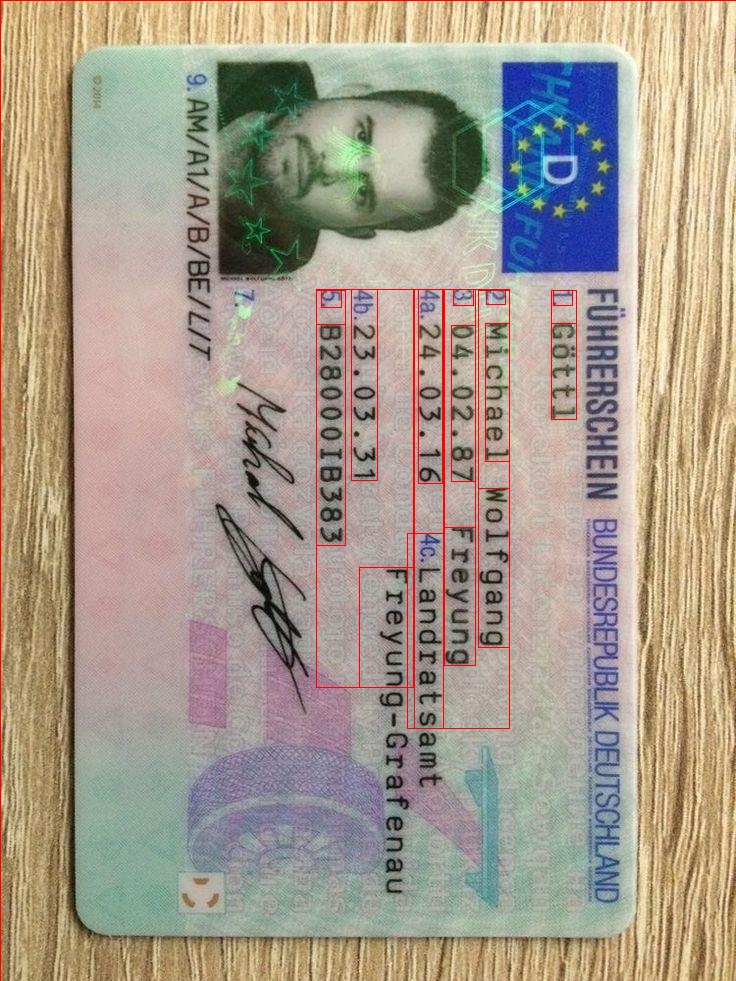 FÜHRERSCHEIN BUNDESREPUBLIK DEUTSCHLAND
D
1. Göttl
2. Michael Wolfgang
3. 04.02.87 Freyung
4a. 24.03.16 4c. Landratsamt
Freyung-Grafenau
4b. 23.03.31
5. B28000IB383
7.
MICHAEL WOLFGANG GÖTTL
9. AM/A1/A/B/BE/L/T
© 2014